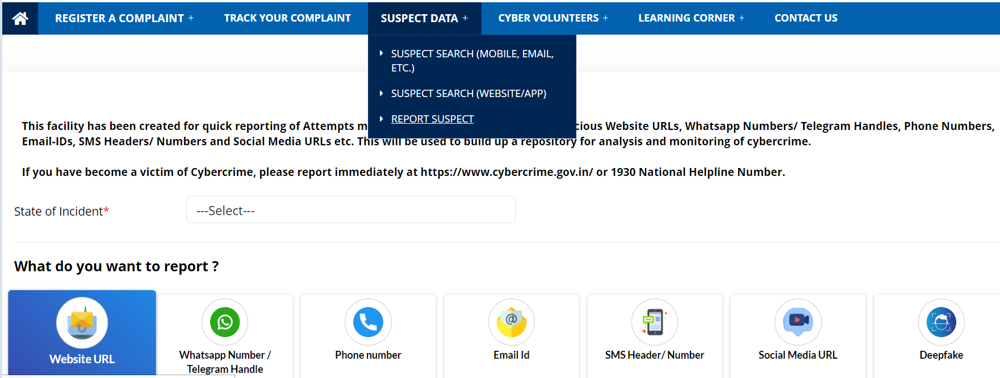 REGISTER A COMPLAINT +
TRACK YOUR COMPLAINT
SUSPECT DATA +
CYBER VOLUNTEERS +
LEARNING CORNER +
CONTACT US
SUSPECT SEARCH (MOBILE, EMAIL,
ETC.)
SUSPECT SEARCH (WEBSITE/APP)
REPORT SUSPECT
This facility has been created for quick reporting of Attempts m cious Website URLs, Whatsapp Numbers/ Telegram Handles, Phone Numbers,
Email-IDs, SMS Headers/ Numbers and Social Media URLs etc. This will be used to build up a repository for analysis and monitoring of cybercrime.
If you have become a victim of Cybercrime, please report immediately at https://www.cybercrime.gov.in/ or 1930 National Helpline Number.
State of Incident*
---Select---
What do you want to report ?
Website URL
Whatsapp Number /
Telegram Handle
Phone number
Email Id
SMS
SMS Header/ Number
Social Media URL
Deepfake